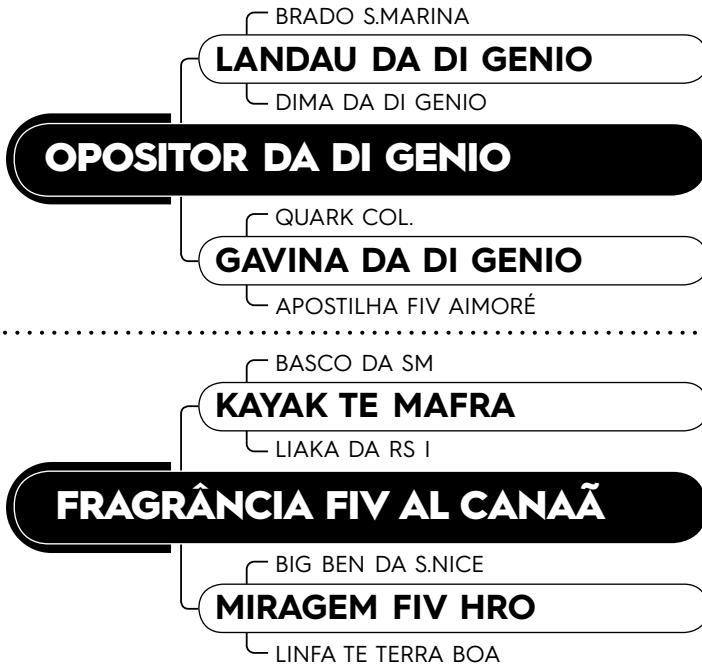 BRADO S.MARINA
LANDAU DA DI GENIO
DIMA DA DI GENIO
OPOSITOR DA DI GENIO
QUARK COL.
GAVINA DA DI GENIO
APOSTILHA FIV AIMORÉ
BASCO DA SM
KAYAK TE MAFRA
LIAKA DA RS I
FRAGRÂNCIA FIV AL CANAÃ
BIG BEN DA S.NICE
MIRAGEM FIV HRO
LINFA TE TERRA BOA